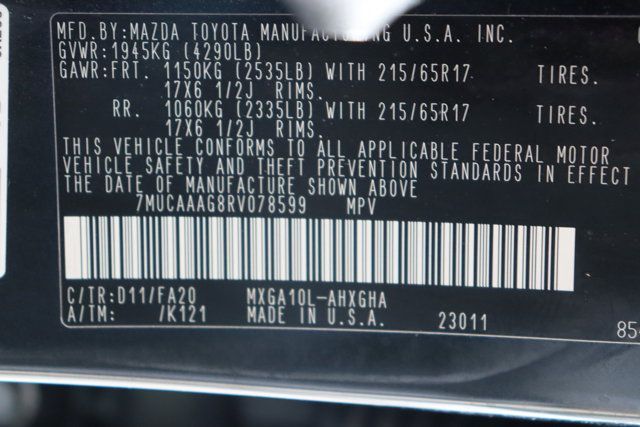 MFD.BY:MAZDA TOYOTA MANUFACTURING U.S.A. INC.
GVWR:1945KG (4290LB)
GAWR:FRT. 1150KG (2535LB) WITH 215/65R17 TIRES.
17X6 1/2J RIMS.
RR. 1060KG (2335LB) WITH 215/65R17 TIRES.
17X6 1/2J RIMS.
THIS VEHICLE CONFORMS TO ALL APPLICABLE FEDERAL MOTOR
VEHICLE SAFETY AND THEFT PREVENTION STANDARDS IN EFFECT
THE DATE OF MANUFACTURE SHOWN ABOVE
7MUCAAAG8RV078599 MPV
C/TR:D11/FA20 MXGA10L-AHXGHA
A/TM: /K121 MADE IN U.S.A. 23011